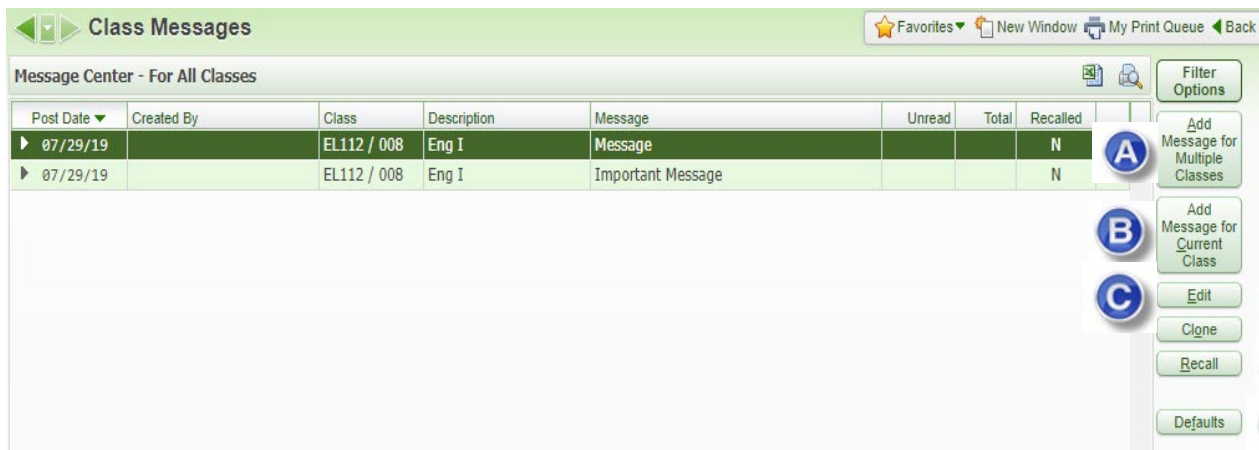 Class Messages
Favorites New Window My Print Queue Back
Message Center - For All Classes
Post Date Created By Class Description Message Unread Total Recalled
07/29/19 EL112 / 008 Eng I Message N
07/29/19 EL112 / 008 Eng I Important Message N
Filter
Options
A
Add
Message for
Multiple
Classes
B
Add
Message for
Current
Class
C
Edit
Clone
Recall
Defaults